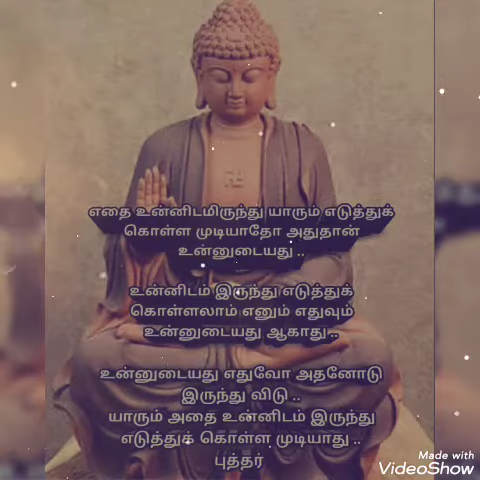 எதை உன்னிடமிருந்து யாரும் எடுத்துக்
கொள்ள முடியாதோ அதுதான்
உன்னுடையது ..
உன்னிடம் இருந்து எடுத்துக்
கொள்ளலாம் எனும் எதுவும்
உன்னுடையது ஆகாது ..
உன்னுடையது எதுவோ அதனோடு
இருந்து விடு ..
யாரும் அதை உன்னிடம் இருந்து
எடுத்துக் கொள்ள முடியாது ..
புத்தர்
Made with
VideoShow